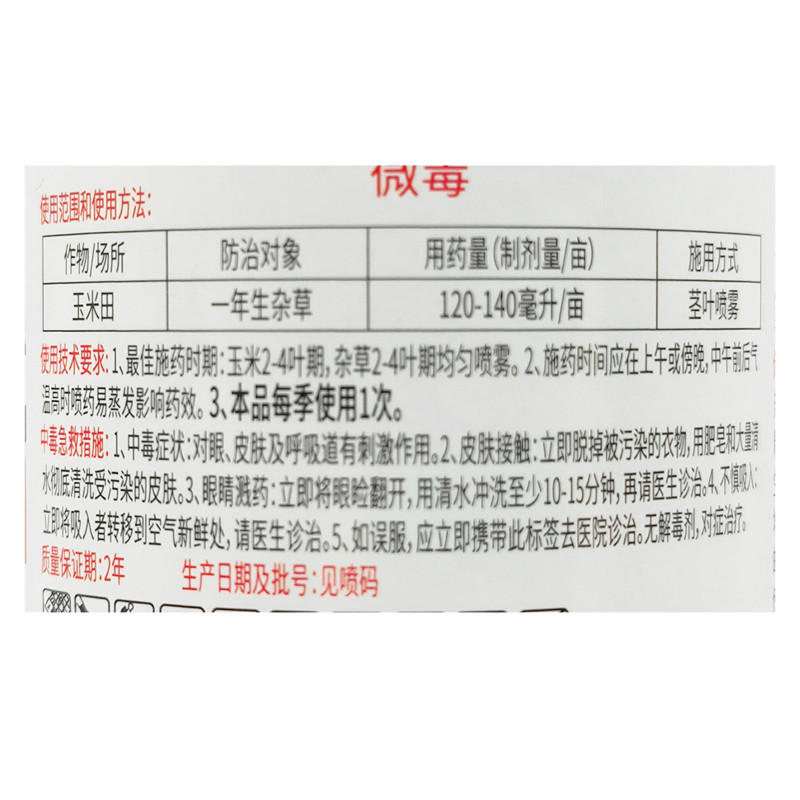 微毒
使用范围和使用方法：
作物/场所 防治对象 用药量（制剂量/亩） 施用方式
玉米田 一年生杂草 120-140毫升/亩 茎叶喷雾
使用技术要求：1、最佳施药时期：玉米2-4叶期，杂草2-4叶期均匀喷雾。2、施药时间应在上午或傍晚，中午前后气
温高时喷药易蒸发影响药效。3、本品每季使用1次。
中毒急救措施：1、中毒症状：对眼、皮肤及呼吸道有刺激作用。2、皮肤接触：立即脱掉被污染的衣物，用肥皂和大量清
水彻底清洗受污染的皮肤。3、眼睛溅药：立即将眼睑翻开，用清水冲洗至少10-15分钟，再请医生诊治。4、不慎吸入：
立即将吸入者转移到空气新鲜处，请医生诊治。5、如误服，应立即携带此标签去医院诊治。无解毒剂，对症治疗。
质量保证期：2年 生产日期及批号：见喷码